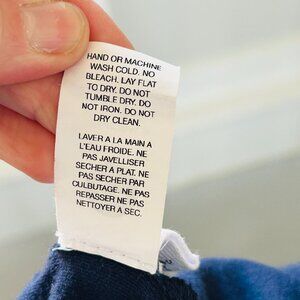 HAND OR MACHINE
WASH COLD. NO
BLEACH. LAY FLAT
TO DRY. DO NOT
TUMBLE DRY. DO
NOT IRON. DO NOT
DRY CLEAN.
LAVER A LA MAIN A
L'EAU FROIDE. NE
PAS JAVELLISER
SECHER A PLAT. NE
PAS SECHER PAR
CULBUTAGE. NE PAS
REPASSER NE PAS
NETTOYER A SEC.